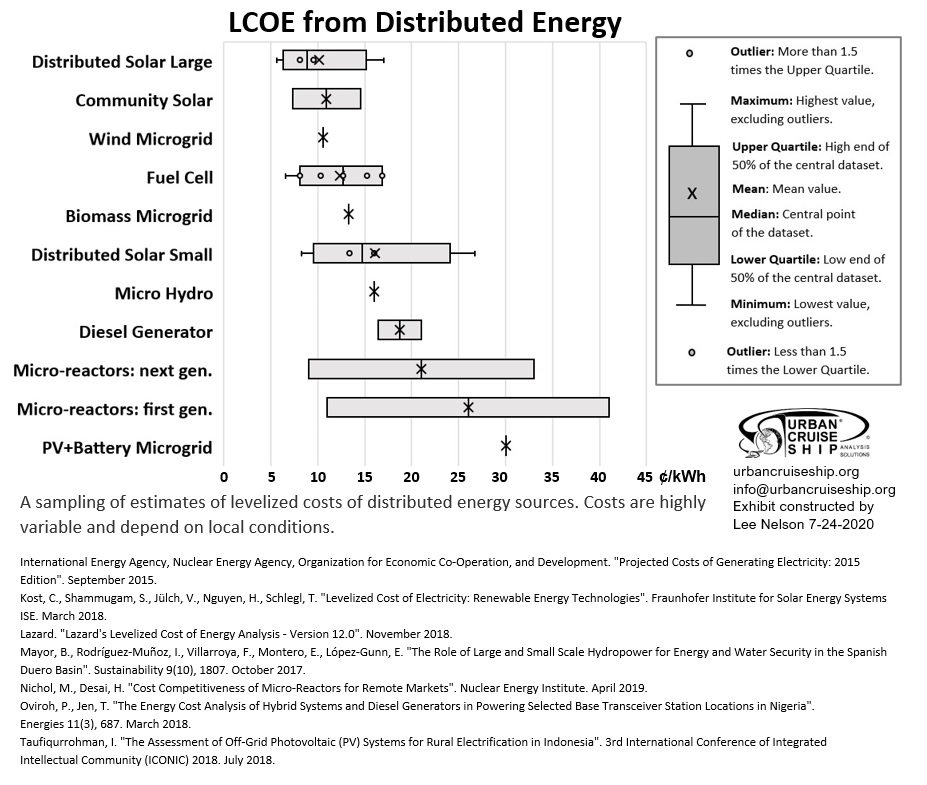 LCOE from Distributed Energy
Distributed Solar Large
Community Solar
Wind Microgrid
Fuel Cell
Biomass Microgrid
Distributed Solar Small
Micro Hydro
Diesel Generator
Micro-reactors: next gen.
Micro-reactors: first gen.
PV+Battery Microgrid
0 5 10 15 20 25 30 35 40 45 ¢/kWh
Outlier: More than 1.5
times the Upper Quartile.
Maximum: Highest value,
excluding outliers.
Upper Quartile: High end of
50% of the central dataset.
X
Mean: Mean value.
Median: Central point
of the dataset.
Lower Quartile: Low end of
50% of the central dataset.
Minimum: Lowest value,
excluding outliers.
Outlier: Less than 1.5
times the Lower Quartile.
URBAN
CRUISE
SHIP
ANALYSIS
SOLUTIONS
urbancruiseship.org
info@urbancruiseship.org
Exhibit constructed by
Lee Nelson 7-24-2020
A sampling of estimates of levelized costs of distributed energy sources. Costs are highly
variable and depend on local conditions.
International Energy Agency, Nuclear Energy Agency, Organization for Economic Co-Operation, and Development. "Projected Costs of Generating Electricity: 2015
Edition". September 2015.
Kost, C., Shammugam, S., Jülch, V., Nguyen, H., Schlegl, T. "Levelized Cost of Electricity: Renewable Energy Technologies". Fraunhofer Institute for Solar Energy Systems
ISE. March 2018.
Lazard. "Lazard's Levelized Cost of Energy Analysis - Version 12.0". November 2018.
Mayor, B., Rodríguez-Muñoz, I., Villarroya, F., Montero, E., López-Gunn, E. "The Role of Large and Small Scale Hydropower for Energy and Water Security in the Spanish
Duero Basin". Sustainability 9(10), 1807. October 2017.
Nichol, M., Desai, H. "Cost Competitiveness of Micro-Reactors for Remote Markets". Nuclear Energy Institute. April 2019.
Oviroh, P., Jen, T. "The Energy Cost Analysis of Hybrid Systems and Diesel Generators in Powering Selected Base Transceiver Station Locations in Nigeria".
Energies 11(3), 687. March 2018.
Taufiqurrohman, I. "The Assessment of Off-Grid Photovoltaic (PV) Systems for Rural Electrification in Indonesia". 3rd International Conference of Integrated
Intellectual Community (ICONIC) 2018. July 2018.